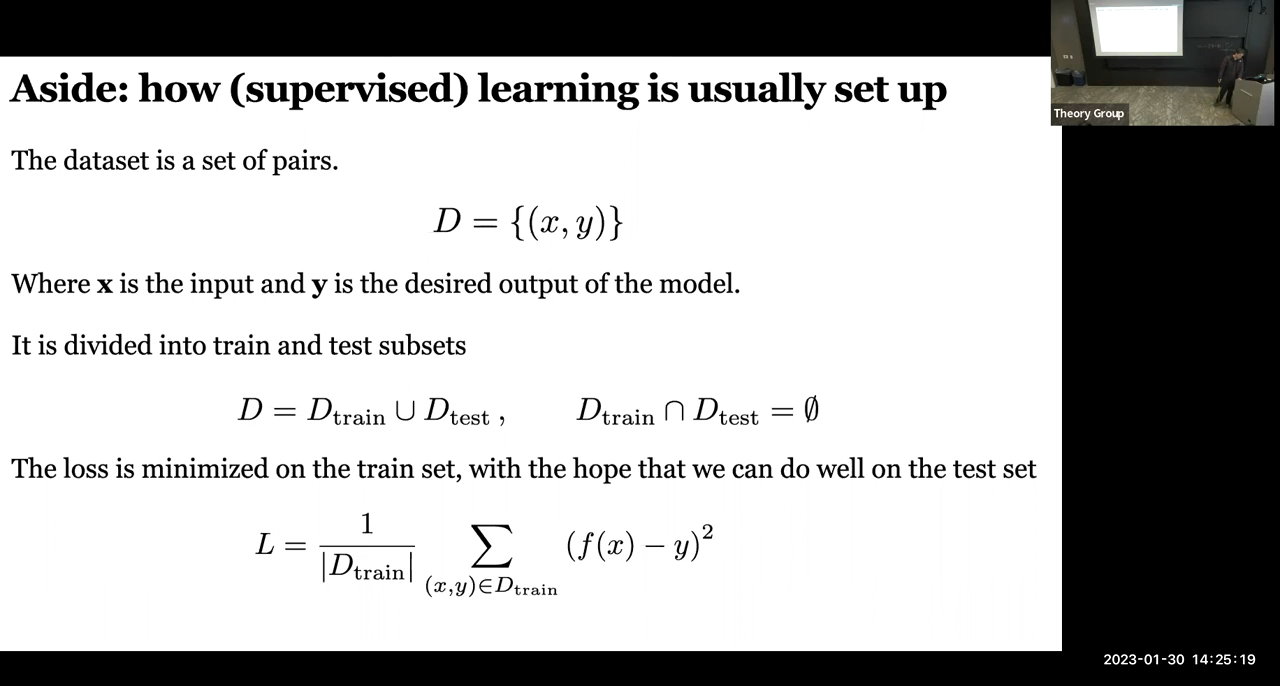 Aside: how (supervised) learning is usually set up
The dataset is a set of pairs.
D = {(x, y)}
Where x is the input and y is the desired output of the model.
It is divided into train and test subsets
D = D_train ∪ D_test ,    D_train ∩ D_test = ∅
The loss is minimized on the train set, with the hope that we can do well on the test set
L = 1/|D_train| ∑_{(x,y)∈D_train} (f(x) − y)²
Theory Group
2023-01-30 14:25:19